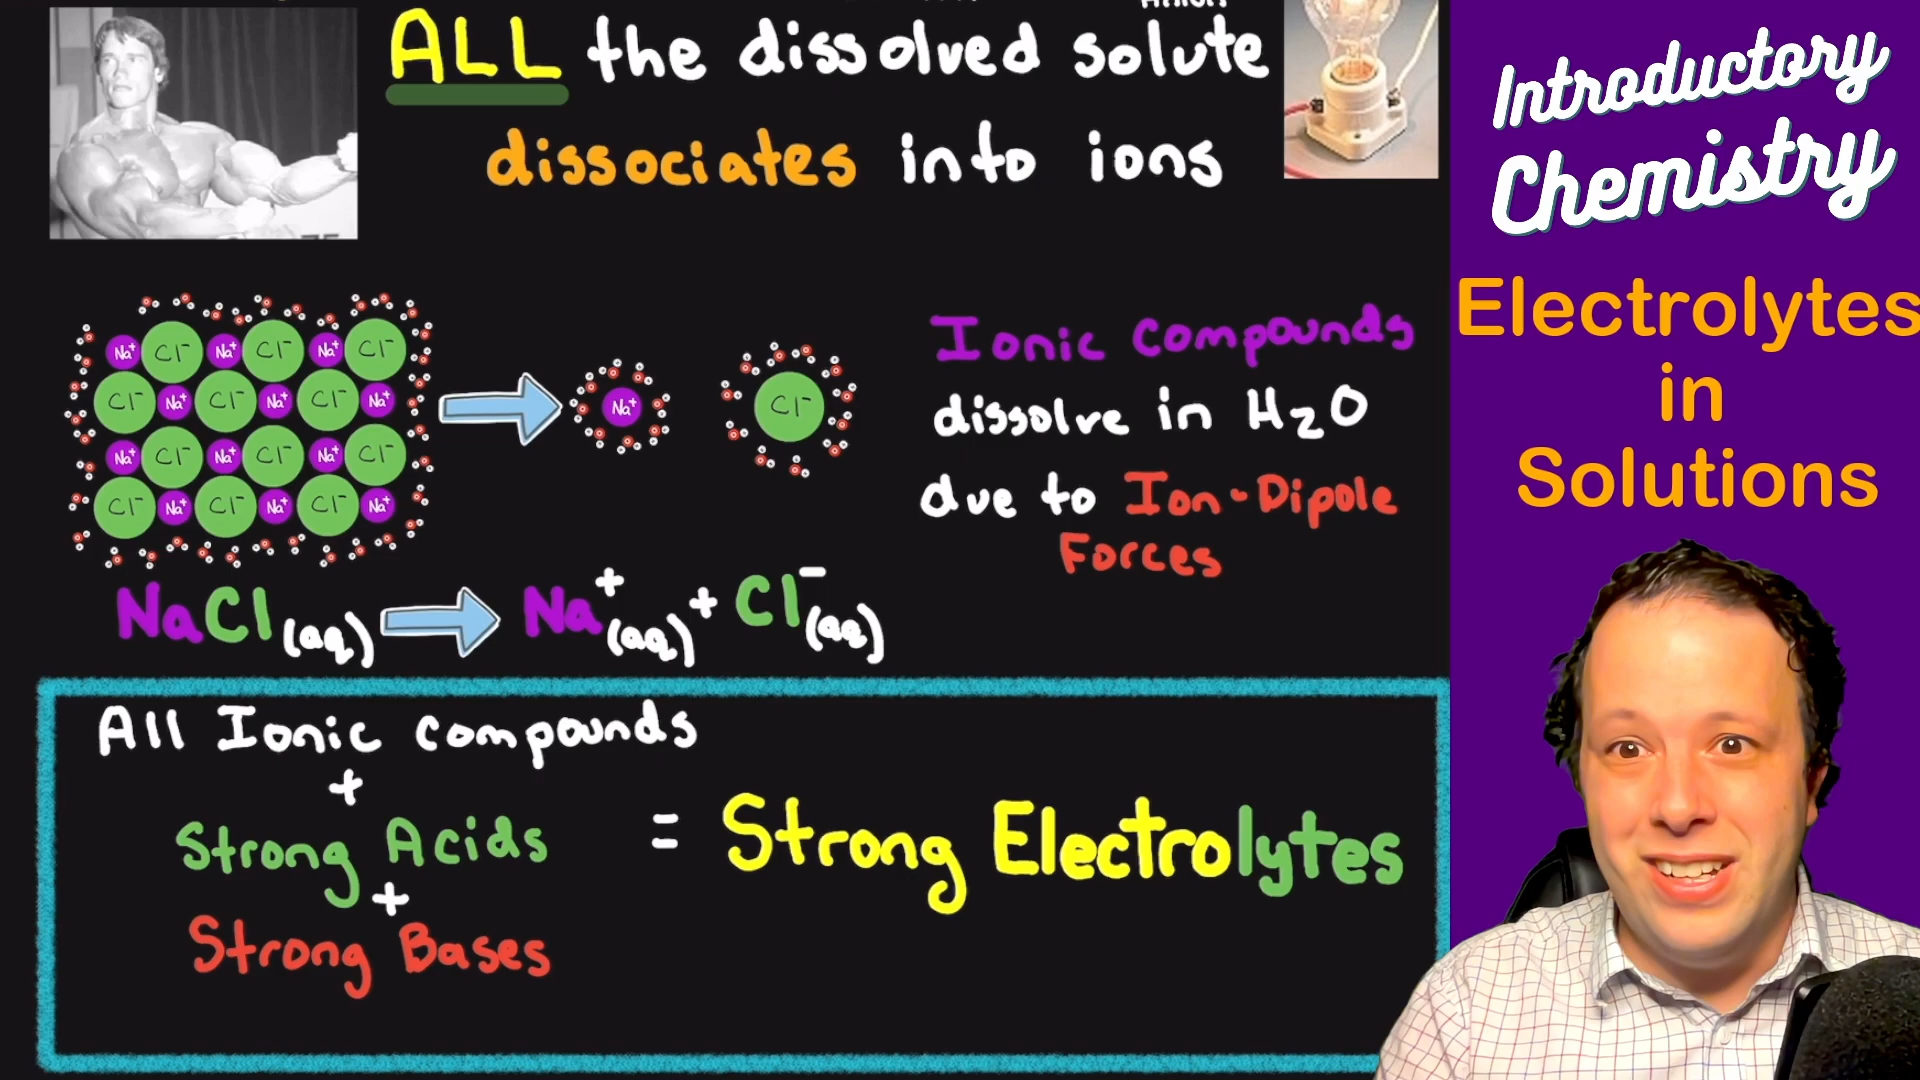 ALL the dissolved solute
dissociates into ions
Introductory
Chemistry
Electrolytes
in
Solutions
Na⁺ Cl⁻ Na⁺ Cl⁻ Na⁺ Cl⁻
Cl⁻ Na⁺ Cl⁻ Na⁺ Cl⁻ Na⁺
Na⁺ Cl⁻ Na⁺ Cl⁻ Na⁺ Cl⁻
Cl⁻ Na⁺ Cl⁻ Na⁺ Cl⁻ Na⁺
Na⁺
Cl⁻
Ionic compounds
dissolve in H₂O
due to Ion-Dipole
Forces
NaCl(aq) Na⁺(aq) + Cl⁻(aq)
All Ionic compounds
+
Strong Acids
+
Strong Bases
= Strong Electrolytes